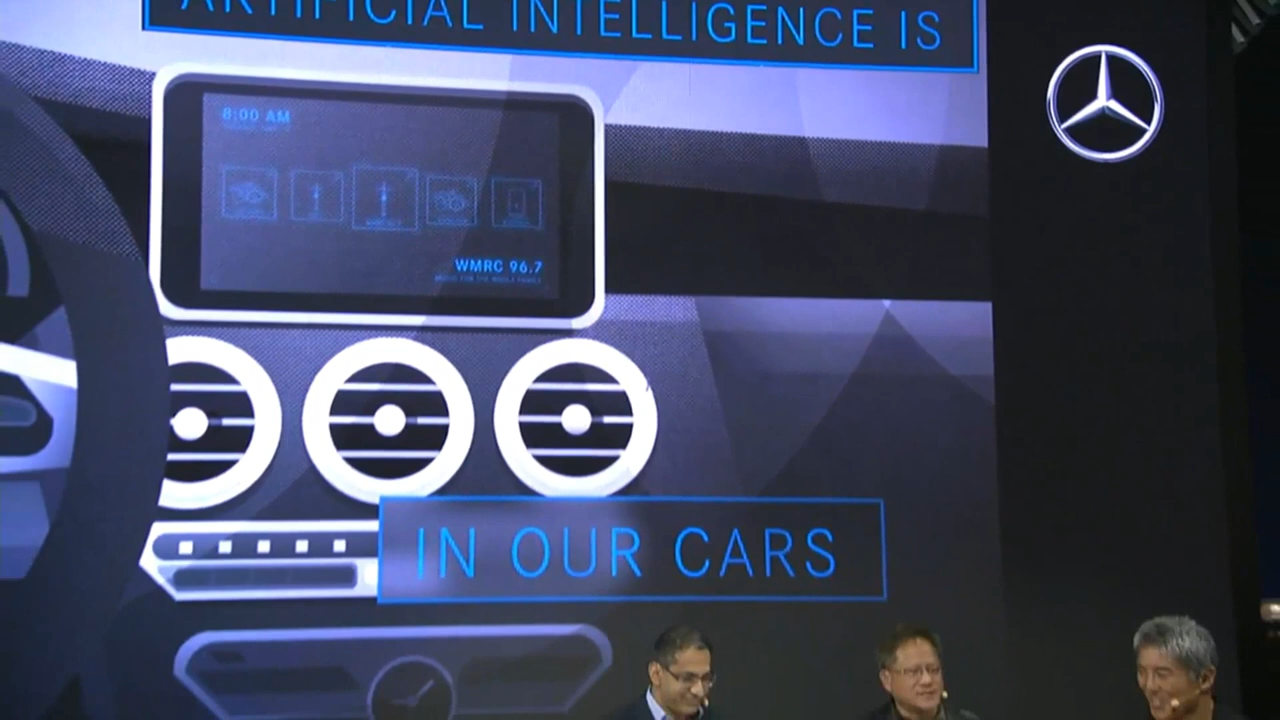 ARTIFICIAL INTELLIGENCE IS
8:00 AM
WMRC 96.7
IN OUR CARS